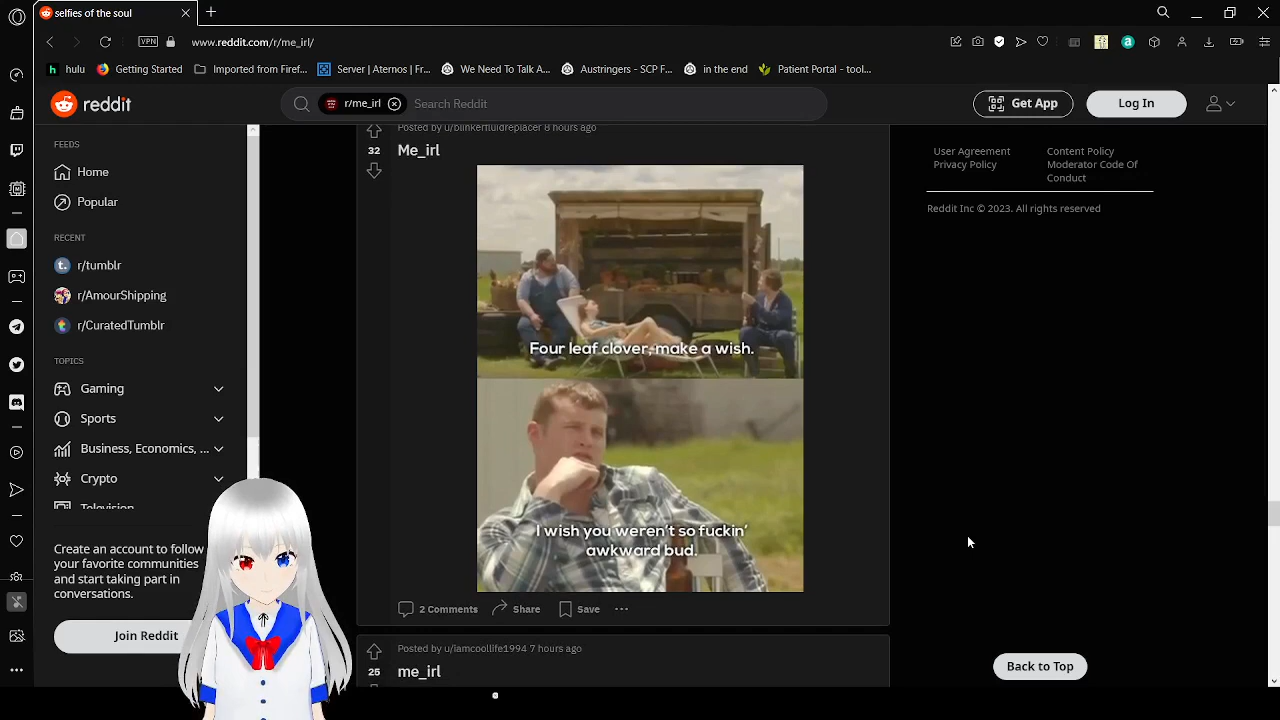 selfies of the soul
VPN
www.reddit.com/r/me_irl/
h hulu
Getting Started
Imported from Firef...
Server | Aternos | Fr...
We Need To Talk A...
Austringers - SCP F...
in the end
Patient Portal - tool...
reddit
r/me_irl
Search Reddit
Get App
Log In
FEEDS
Home
Popular
RECENT
r/tumblr
r/AmourShipping
r/CuratedTumblr
TOPICS
Gaming
Sports
Business, Economics, ...
Crypto
Television
Create an account to follow
your favorite communities
and start taking part in
conversations.
Join Reddit
Posted by u/blinkerfluidreplacer 8 hours ago
32
Me_irl
Four leaf clover, make a wish.
I wish you weren't so fuckin'
awkward bud.
2 Comments
Share
Save
Posted by u/iamcoollife1994 7 hours ago
25
me_irl
User Agreement
Privacy Policy
Content Policy
Moderator Code Of
Conduct
Reddit Inc © 2023. All rights reserved
Back to Top